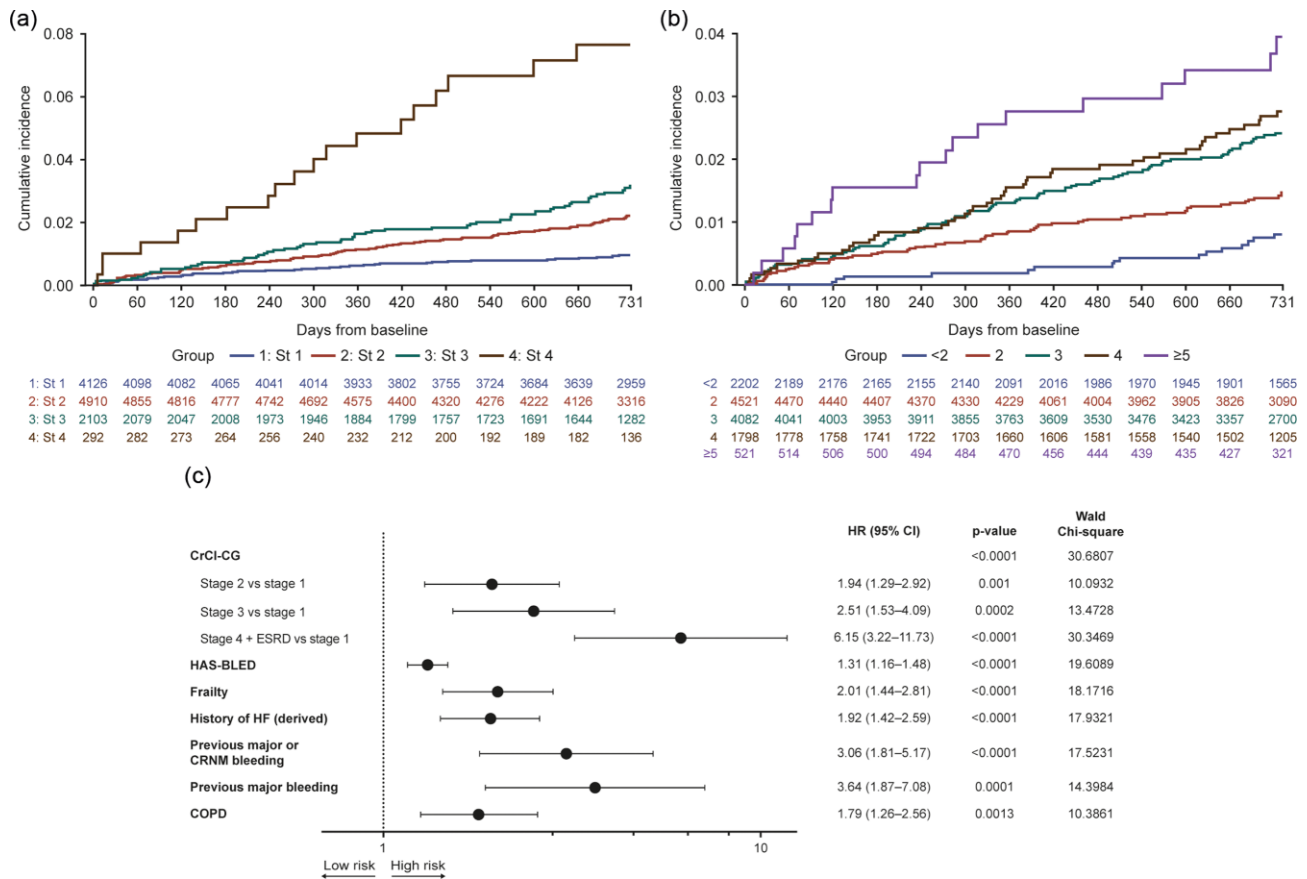 (a)
0.08
0.06
0.04
0.02
0.00
Cumulative incidence
0 60 120 180 240 300 360 420 480 540 600 660 731
Days from baseline
Group 1: St 1 2: St 2 3: St 3 4: St 4
1: St 1 4126 4098 4082 4065 4041 4014 3933 3802 3755 3724 3684 3639 2959
2: St 2 4910 4855 4816 4777 4742 4692 4575 4400 4320 4276 4222 4126 3316
3: St 3 2103 2079 2047 2008 1973 1946 1884 1799 1757 1723 1691 1644 1282
4: St 4 292 282 273 264 256 240 232 212 200 192 189 182 136
(b)
0.04
0.03
0.02
0.01
0.00
Cumulative incidence
0 60 120 180 240 300 360 420 480 540 600 660 731
Days from baseline
Group <2 2 3 4 ≥5
<2 2202 2189 2176 2165 2155 2140 2091 2016 1986 1970 1945 1901 1565
2 4521 4470 4440 4407 4370 4330 4229 4061 4004 3962 3905 3826 3090
3 4082 4041 4003 3953 3911 3855 3763 3609 3530 3476 3423 3357 2700
4 1798 1778 1758 1741 1722 1703 1660 1606 1581 1558 1540 1502 1205
≥5 521 514 506 500 494 484 470 456 444 439 435 427 321
(c)
HR (95% CI) p-value Wald Chi-square
CrCl-CG <0.0001 30.6807
Stage 2 vs stage 1 1.94 (1.29–2.92) 0.001 10.0932
Stage 3 vs stage 1 2.51 (1.53–4.09) 0.0002 13.4728
Stage 4 + ESRD vs stage 1 6.15 (3.22–11.73) <0.0001 30.3469
HAS-BLED 1.31 (1.16–1.48) <0.0001 19.6089
Frailty 2.01 (1.44–2.81) <0.0001 18.1716
History of HF (derived) 1.92 (1.42–2.59) <0.0001 17.9321
Previous major or
CRNM bleeding 3.06 (1.81–5.17) <0.0001 17.5231
Previous major bleeding 3.64 (1.87–7.08) 0.0001 14.3984
COPD 1.79 (1.26–2.56) 0.0013 10.3861
1 10
Low risk High risk